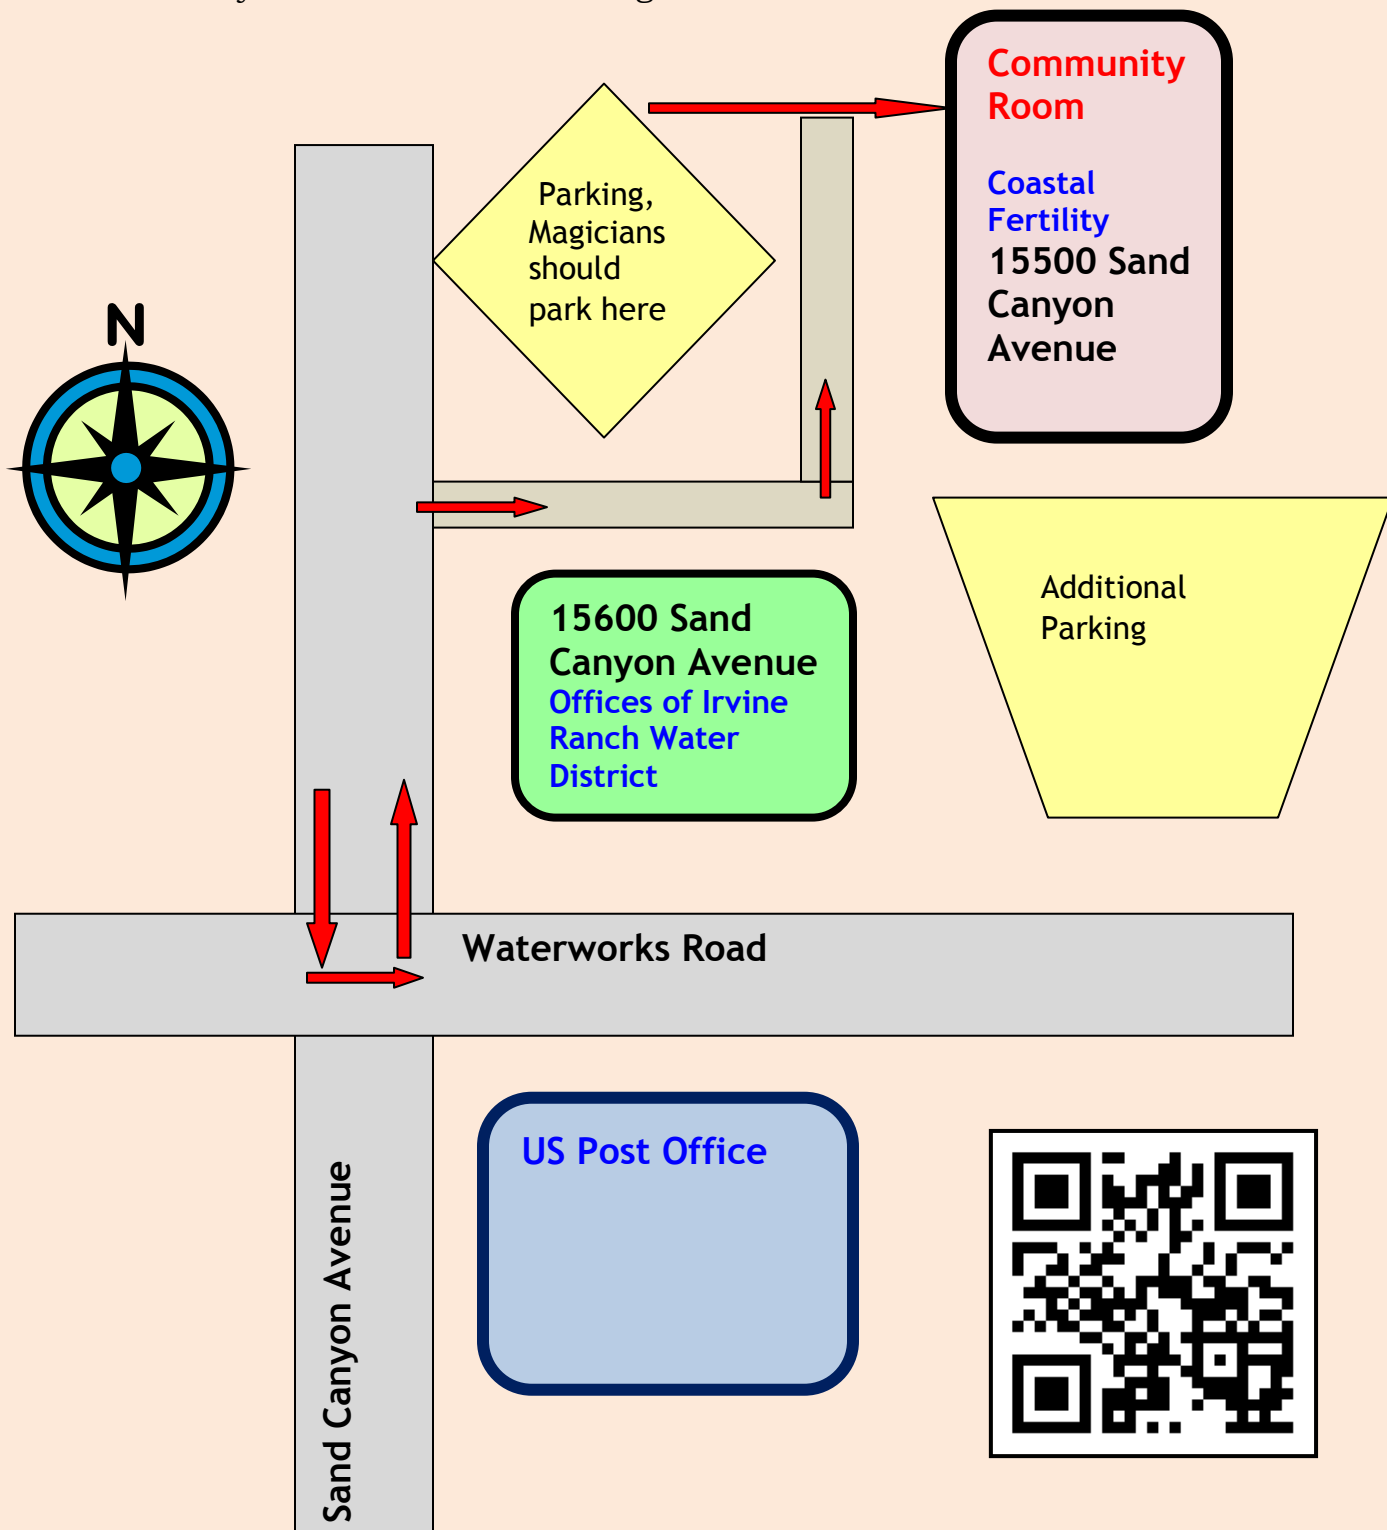 Community
Room
Coastal
Fertility
15500 Sand
Canyon
Avenue
Parking,
Magicians
should
park here
N
Additional
Parking
15600 Sand
Canyon Avenue
Offices of Irvine
Ranch Water
District
Waterworks Road
US Post Office
Sand Canyon Avenue